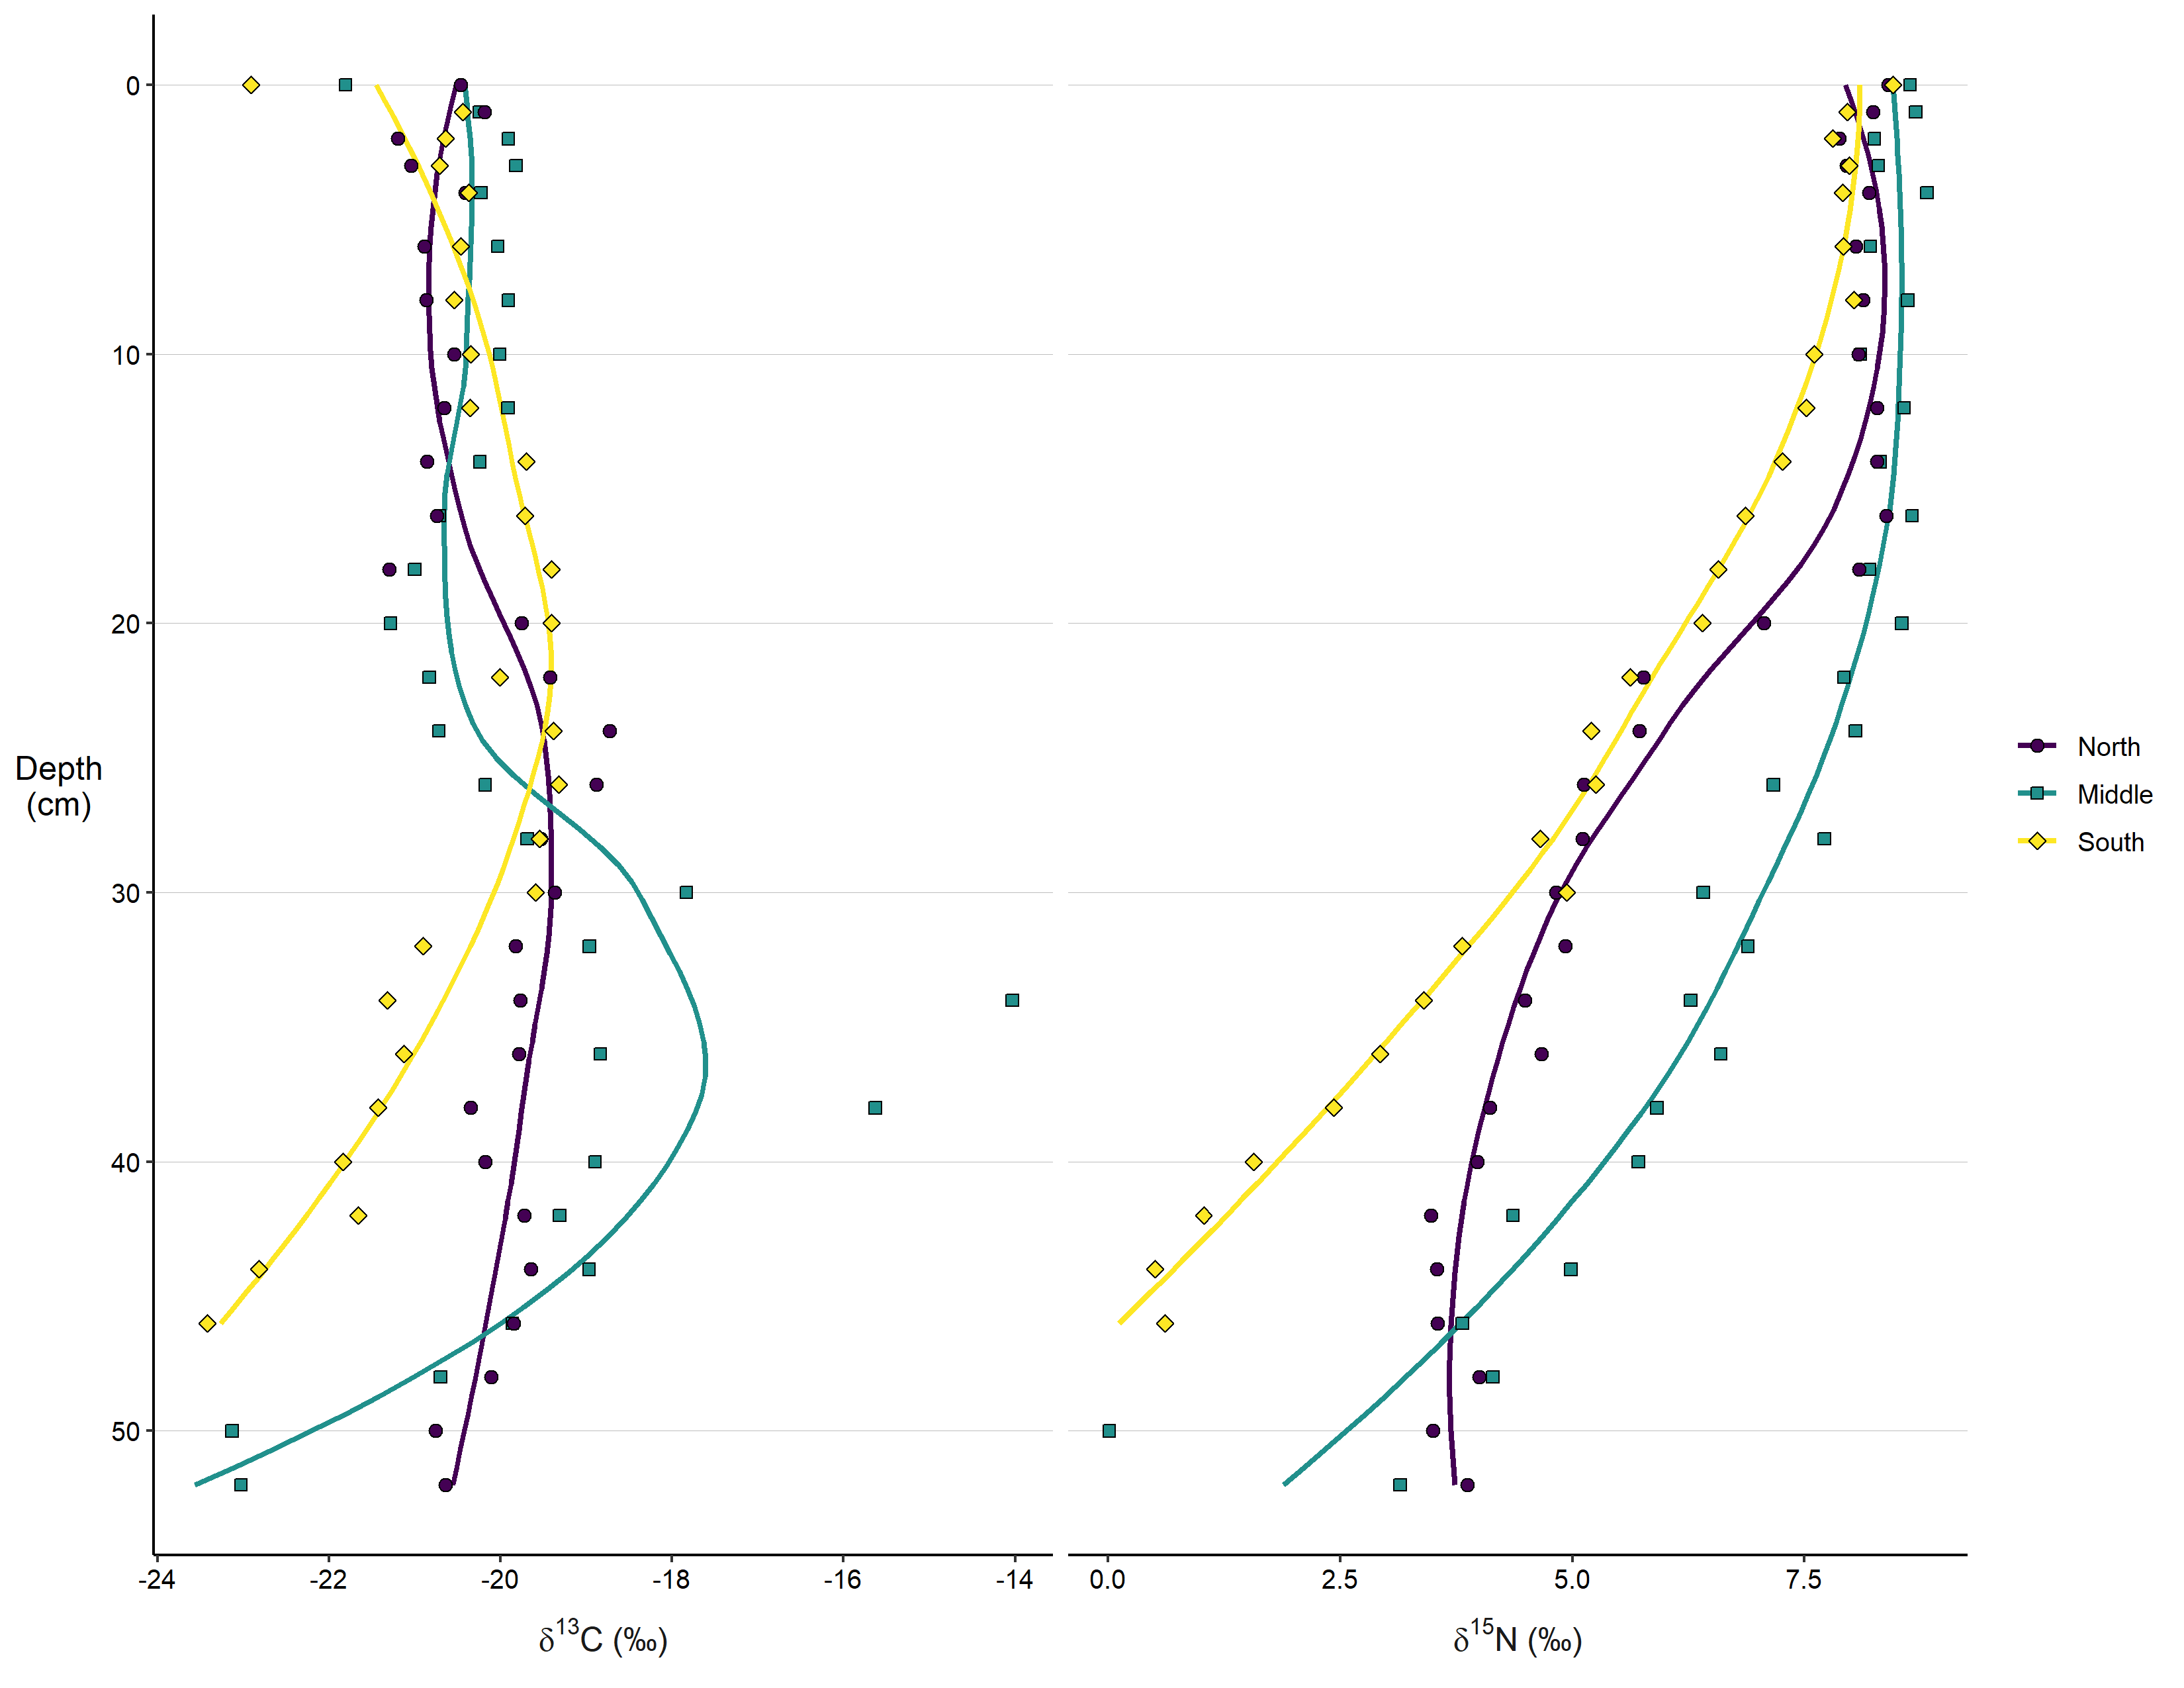 0
10
20
30
40
50
Depth
(cm)
-24 -22 -20 -18 -16 -14
0.0 2.5 5.0 7.5
δ13C (‰)
δ15N (‰)
North
Middle
South